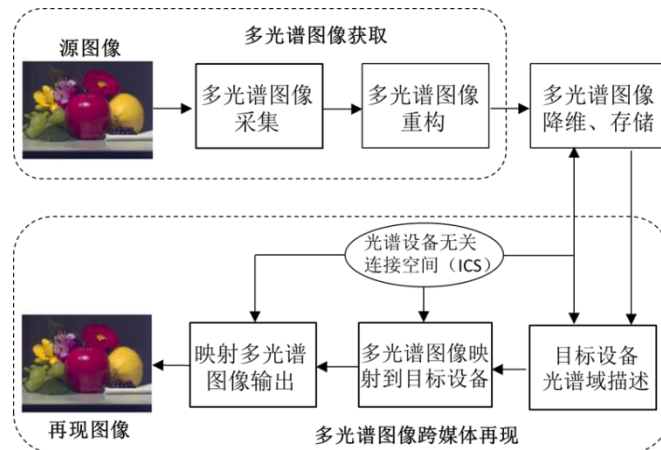 源图像
多光谱图像获取
多光谱图像
采集
多光谱图像
重构
多光谱图像
降维、存储
光谱设备无关
连接空间（ICS）
映射多光谱
图像输出
多光谱图像映
射到目标设备
目标设备
光谱域描述
再现图像
多光谱图像跨媒体再现